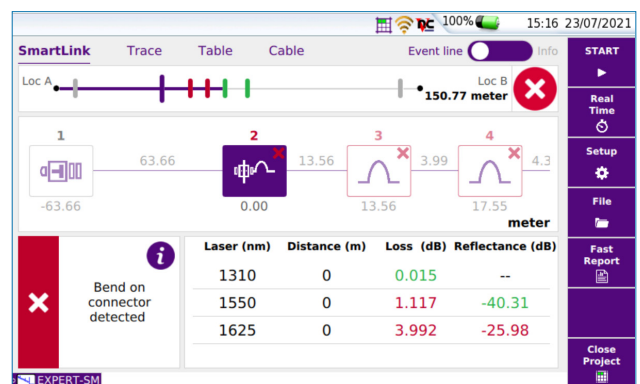 100% 15:16 23/07/2021
SmartLink Trace Table Cable Event line Info
START
Loc A
Loc B
150.77 meter
Real
Time
Setup
File
Fast
Report
Close
Project
1 2 3 4
63.66 13.56 3.99 4.3
-63.66 0.00 13.56 17.55
meter
i
Bend on
connector
detected
Laser (nm) Distance (m) Loss (dB) Reflectance (dB)
1310 0 0.015 --
1550 0 1.117 -40.31
1625 0 3.992 -25.98
EXPERT-SM